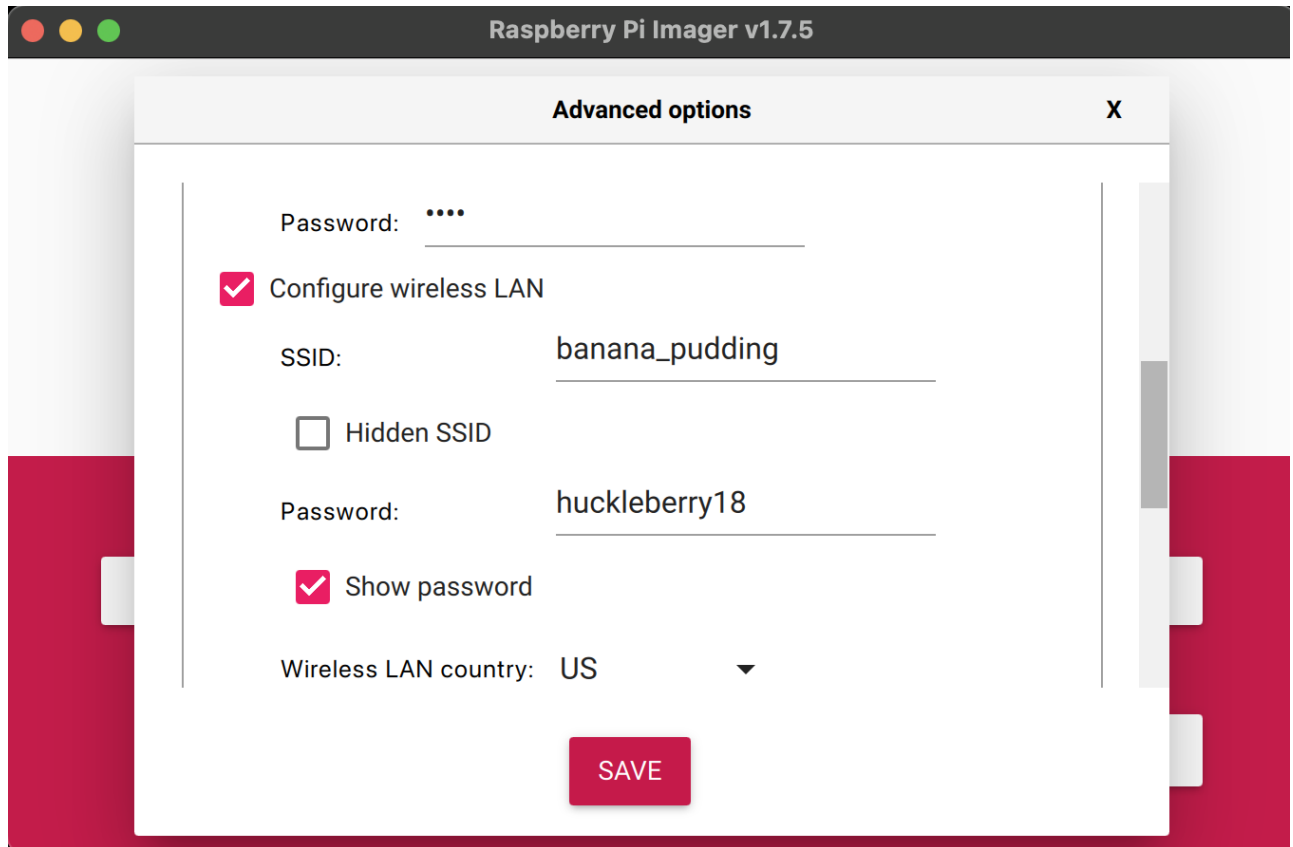 Raspberry Pi Imager v1.7.5
Advanced options X
Password: ••••
Configure wireless LAN
SSID: banana_pudding
Hidden SSID
Password: huckleberry18
Show password
Wireless LAN country: US
SAVE